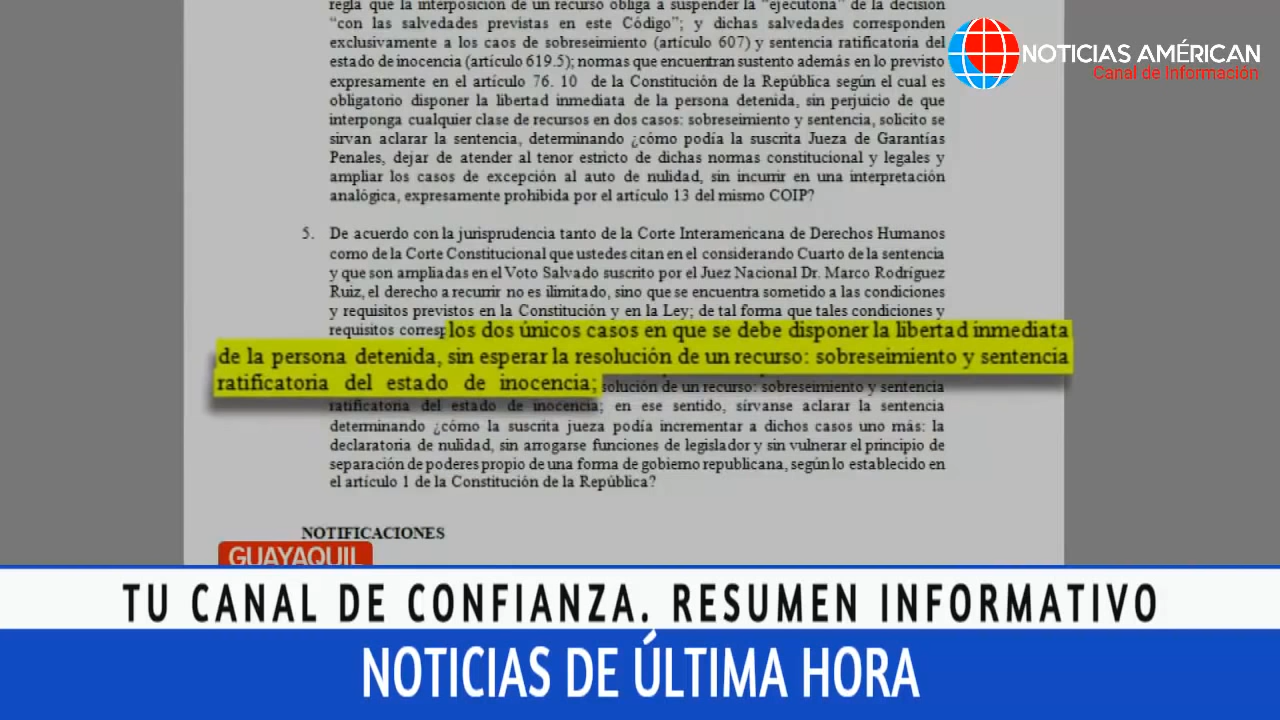 regla que la interposición de un recurso obliga a suspender la “ejecutoria” de la decisión
“con las salvedades previstas en este Código”; y dichas salvedades corresponden
exclusivamente a los caos de sobreseimiento (artículo 607) y sentencia ratificatoria del
estado de inocencia (artículo 619.5); normas que encuentran sustento además en lo previsto
expresamente en el artículo 76. 10 de la Constitución de la República según el cual es
obligatorio disponer la libertad inmediata de la persona detenida, sin perjuicio de que
interponga cualquier clase de recursos en dos casos: sobreseimiento y sentencia, solicito se
sirvan aclarar la sentencia, determinando ¿cómo podía la suscrita Jueza de Garantías
Penales, dejar de atender al tenor estricto de dichas normas constitucional y legales y
ampliar los casos de excepción al auto de nulidad, sin incurrir en una interpretación
analógica, expresamente prohibida por el artículo 13 del mismo COIP?
NOTICIAS AMÉRICAN
Canal de Información
5. De acuerdo con la jurisprudencia tanto de la Corte Interamericana de Derechos Humanos
como de la Corte Constitucional que ustedes citan en el considerando Cuarto de la sentencia
y que son ampliadas en el Voto Salvado suscrito por el Juez Nacional Dr. Marco Rodríguez
Ruiz, el derecho a recurrir no es ilimitado, sino que se encuentra sometido a las condiciones
y requisitos previstos en la Constitución y en la Ley; de tal forma que tales condiciones y
requisitos corresp
los dos únicos casos en que se debe disponer la libertad inmediata
de la persona detenida, sin esperar la resolución de un recurso: sobreseimiento y sentencia
ratificatoria del estado de inocencia;
solución de un recurso: sobreseimiento y sentencia
ratificatoria del estado de inocencia; en ese sentido, sírvanse aclarar la sentencia
determinando ¿cómo la suscrita jueza podía incrementar a dichos casos uno más: la
declaratoria de nulidad, sin arrogarse funciones de legislador y sin vulnerar el principio de
separación de poderes propio de una forma de gobierno republicana, según lo establecido en
el artículo 1 de la Constitución de la República?
NOTIFICACIONES
GUAYAQUIL
TU CANAL DE CONFIANZA. RESUMEN INFORMATIVO
NOTICIAS DE ÚLTIMA HORA